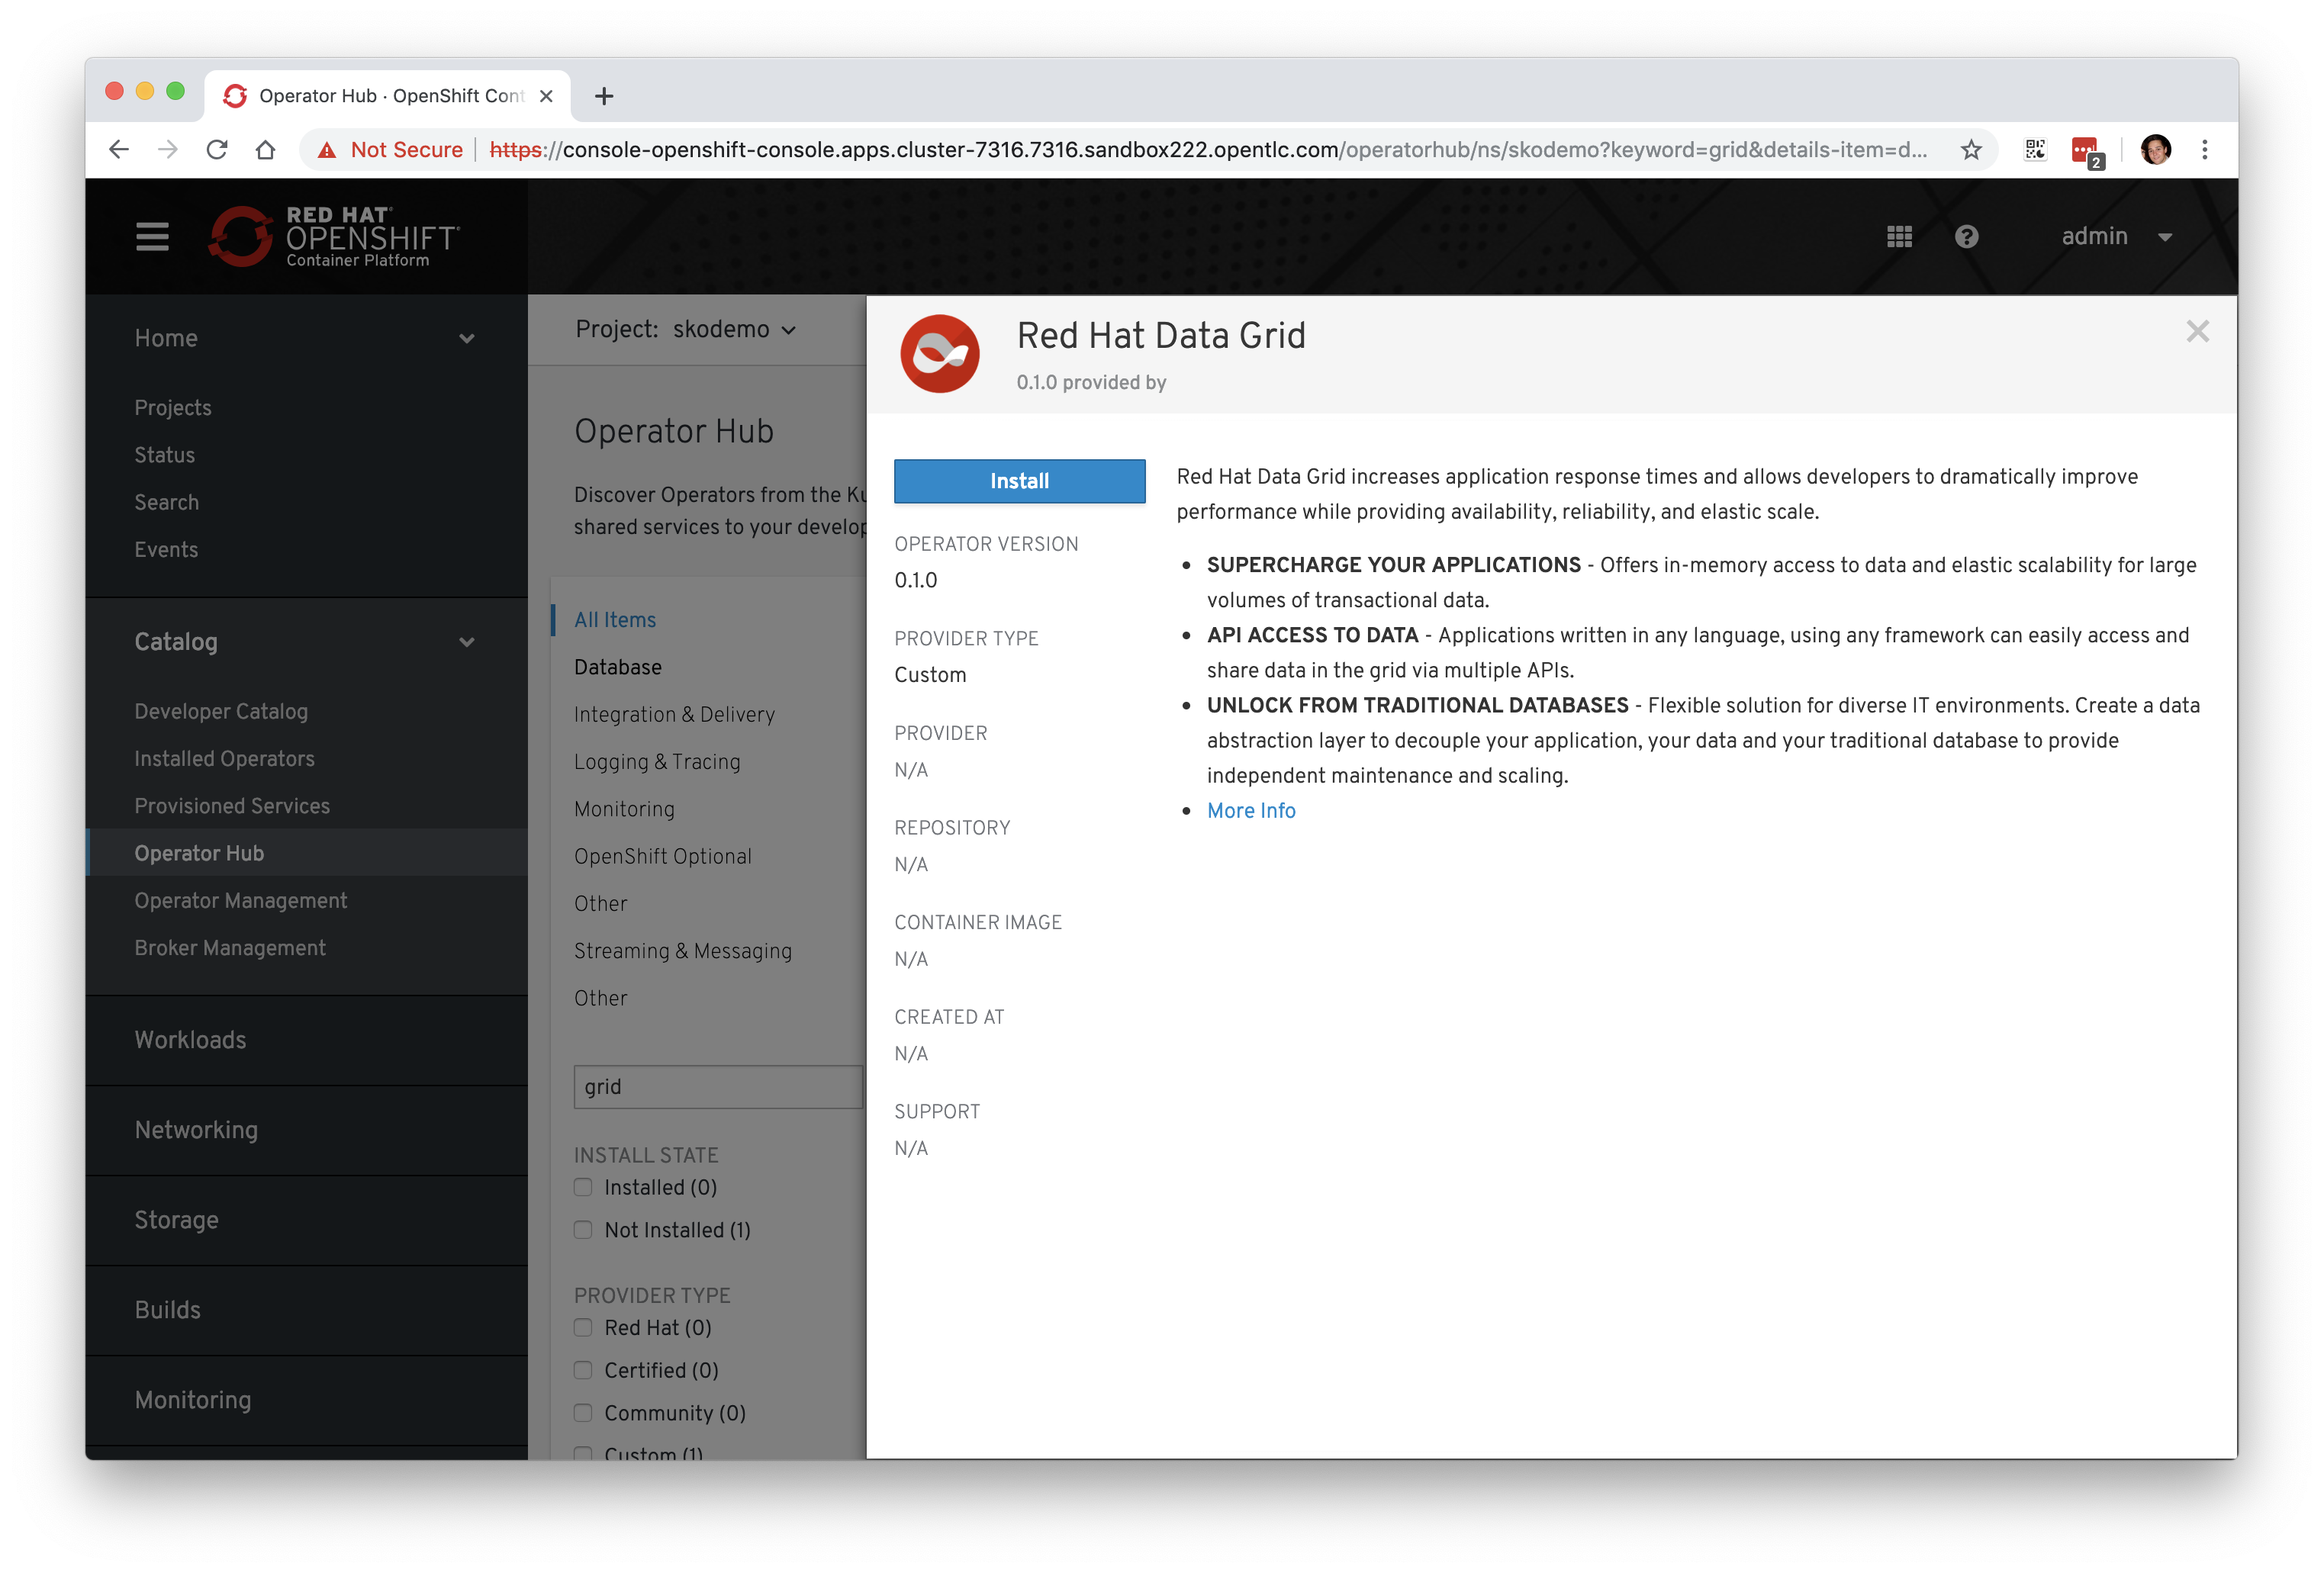 Operator Hub · OpenShift Cont
Not Secure
https://console-openshift-console.apps.cluster-7316.7316.sandbox222.opentlc.com/operatorhub/ns/skodemo?keyword=grid&details-item=d...
2
RED HAT®
OPENSHIFT®
Container Platform
?
admin
Home
Projects
Status
Search
Events
Catalog
Developer Catalog
Installed Operators
Provisioned Services
Operator Hub
Operator Management
Broker Management
Workloads
Networking
Storage
Builds
Monitoring
Project: skodemo
Operator Hub
Discover Operators from the Ku
shared services to your develop
All Items
Database
Integration & Delivery
Logging & Tracing
Monitoring
OpenShift Optional
Other
Streaming & Messaging
Other
grid
INSTALL STATE
Installed (0)
Not Installed (1)
PROVIDER TYPE
Red Hat (0)
Certified (0)
Community (0)
Custom (1)
Red Hat Data Grid
0.1.0 provided by
Install
OPERATOR VERSION
0.1.0
PROVIDER TYPE
Custom
PROVIDER
N/A
REPOSITORY
N/A
CONTAINER IMAGE
N/A
CREATED AT
N/A
SUPPORT
N/A
Red Hat Data Grid increases application response times and allows developers to dramatically improve
performance while providing availability, reliability, and elastic scale.
• SUPERCHARGE YOUR APPLICATIONS - Offers in-memory access to data and elastic scalability for large
volumes of transactional data.
• API ACCESS TO DATA - Applications written in any language, using any framework can easily access and
share data in the grid via multiple APIs.
• UNLOCK FROM TRADITIONAL DATABASES - Flexible solution for diverse IT environments. Create a data
abstraction layer to decouple your application, your data and your traditional database to provide
independent maintenance and scaling.
• More Info